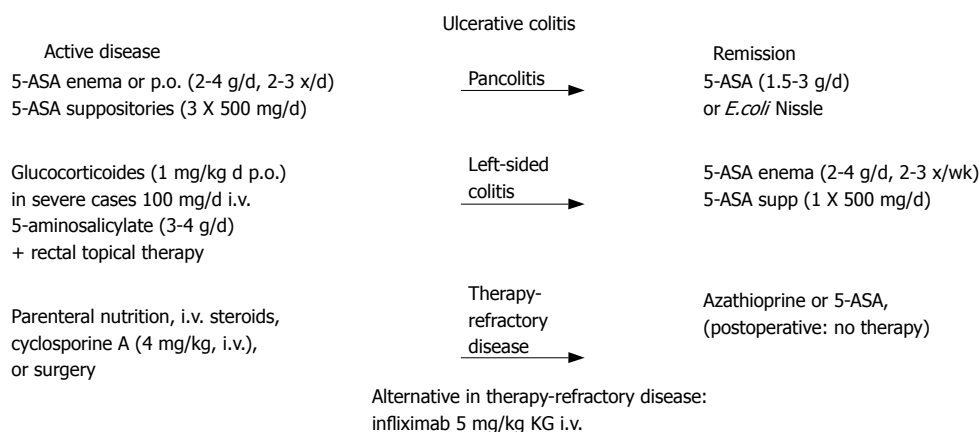 Ulcerative colitis
Active disease
5-ASA enema or p.o. (2-4 g/d, 2-3 x/d)
5-ASA suppositories (3 X 500 mg/d)
Pancolitis
Remission
5-ASA (1.5-3 g/d)
or E.coli Nissle
Glucocorticoides (1 mg/kg d p.o.)
in severe cases 100 mg/d i.v.
5-aminosalicylate (3-4 g/d)
+ rectal topical therapy
Left-sided
colitis
5-ASA enema (2-4 g/d, 2-3 x/wk)
5-ASA supp (1 X 500 mg/d)
Parenteral nutrition, i.v. steroids,
cyclosporine A (4 mg/kg, i.v.),
or surgery
Therapy-
refractory
disease
Azathioprine or 5-ASA,
(postoperative: no therapy)
Alternative in therapy-refractory disease:
infliximab 5 mg/kg KG i.v.